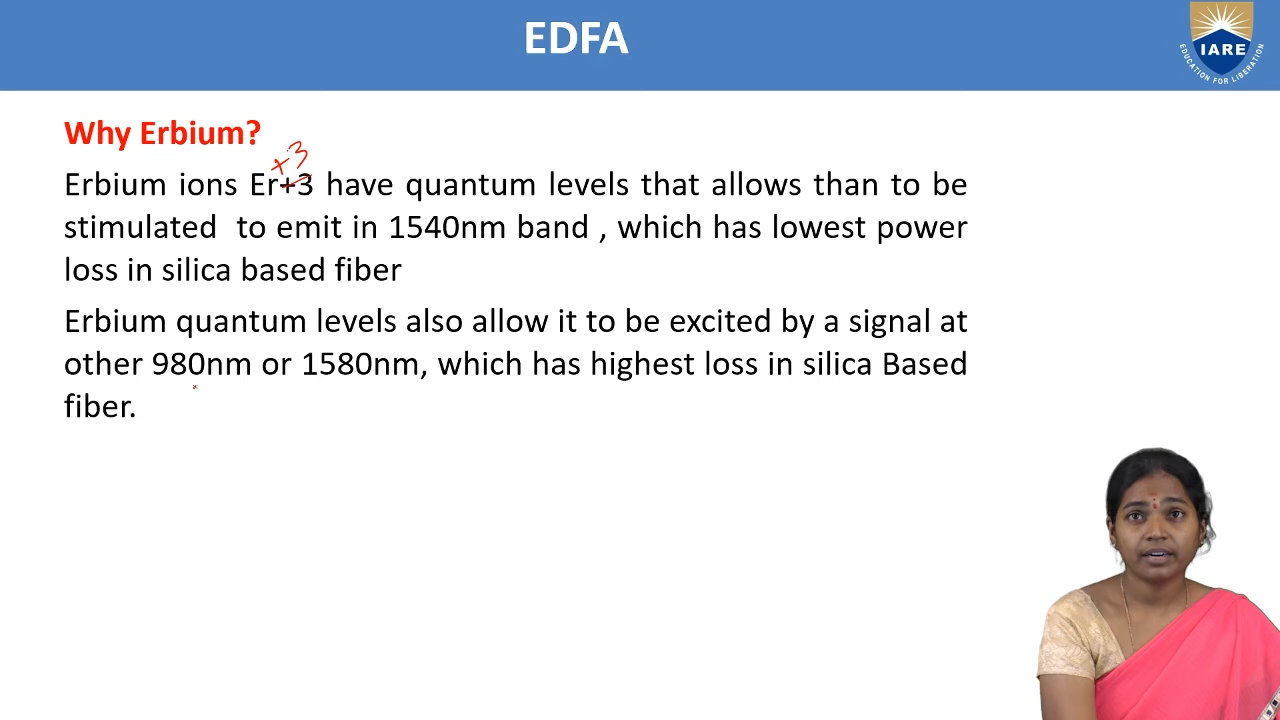 EDFA
IARE
EDUCATION FOR LIBERATION
Why Erbium?
+3
Erbium ions Er+3 have quantum levels that allows than to be
stimulated to emit in 1540nm band , which has lowest power
loss in silica based fiber
Erbium quantum levels also allow it to be excited by a signal at
other 980nm or 1580nm, which has highest loss in silica Based
fiber.